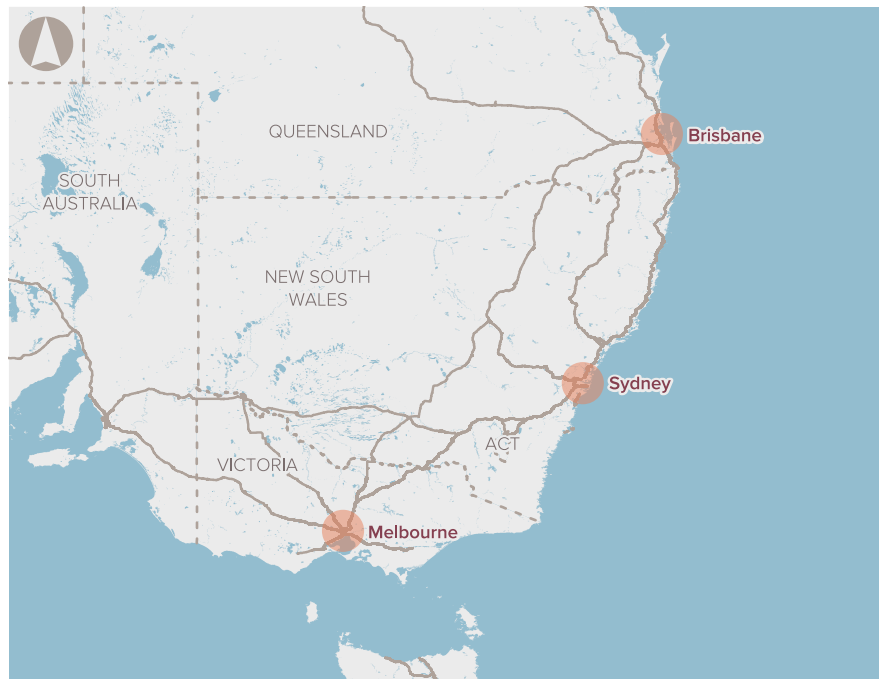 QUEENSLAND
Brisbane
SOUTH
AUSTRALIA
NEW SOUTH
WALES
Sydney
ACT
VICTORIA
Melbourne